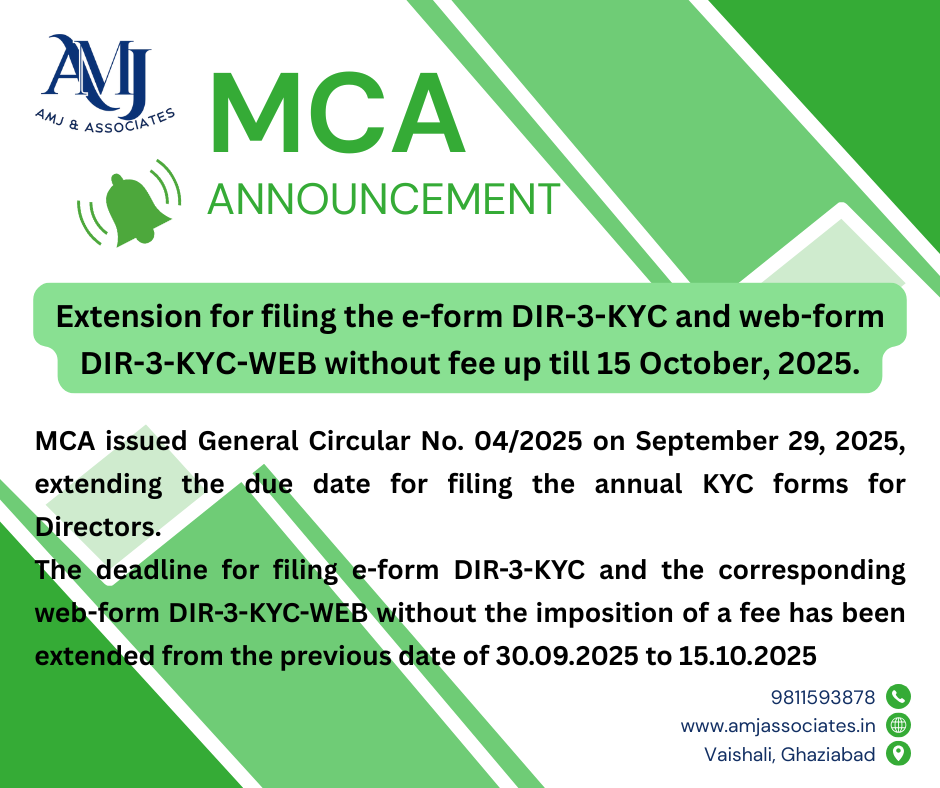 AMJ
AMJ & ASSOCIATES
MCA
ANNOUNCEMENT
Extension for filing the e-form DIR-3-KYC and web-form
DIR-3-KYC-WEB without fee up till 15 October, 2025.
MCA issued General Circular No. 04/2025 on September 29, 2025,
extending the due date for filing the annual KYC forms for
Directors.
The deadline for filing e-form DIR-3-KYC and the corresponding
web-form DIR-3-KYC-WEB without the imposition of a fee has been
extended from the previous date of 30.09.2025 to 15.10.2025
9811593878
www.amjassociates.in
Vaishali, Ghaziabad